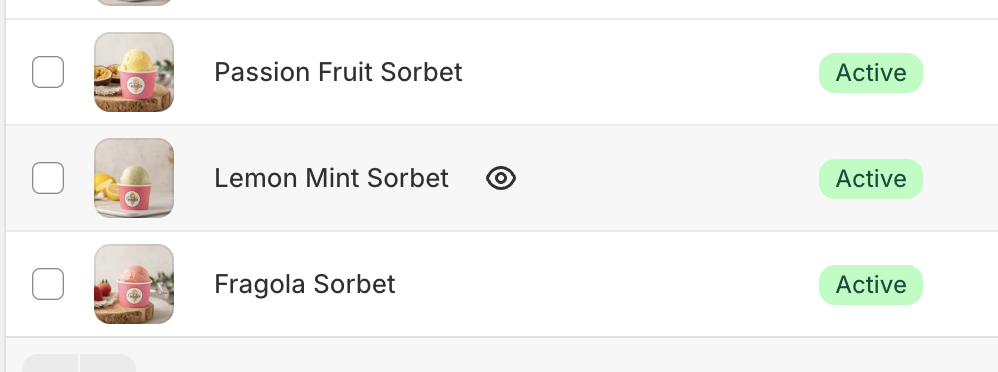 Passion Fruit Sorbet Active
Lemon Mint Sorbet Active
Fragola Sorbet Active